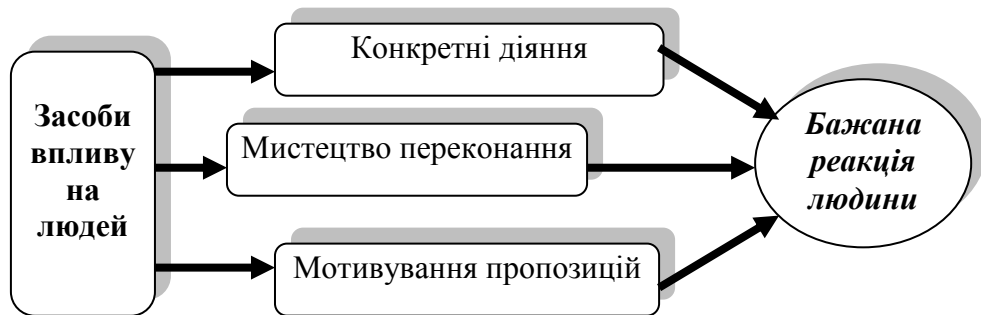 Засоби
впливу
на
людей
Конкретні діяння
Мистецтво переконання
Мотивування пропозицій
Бажана
реакція
людини